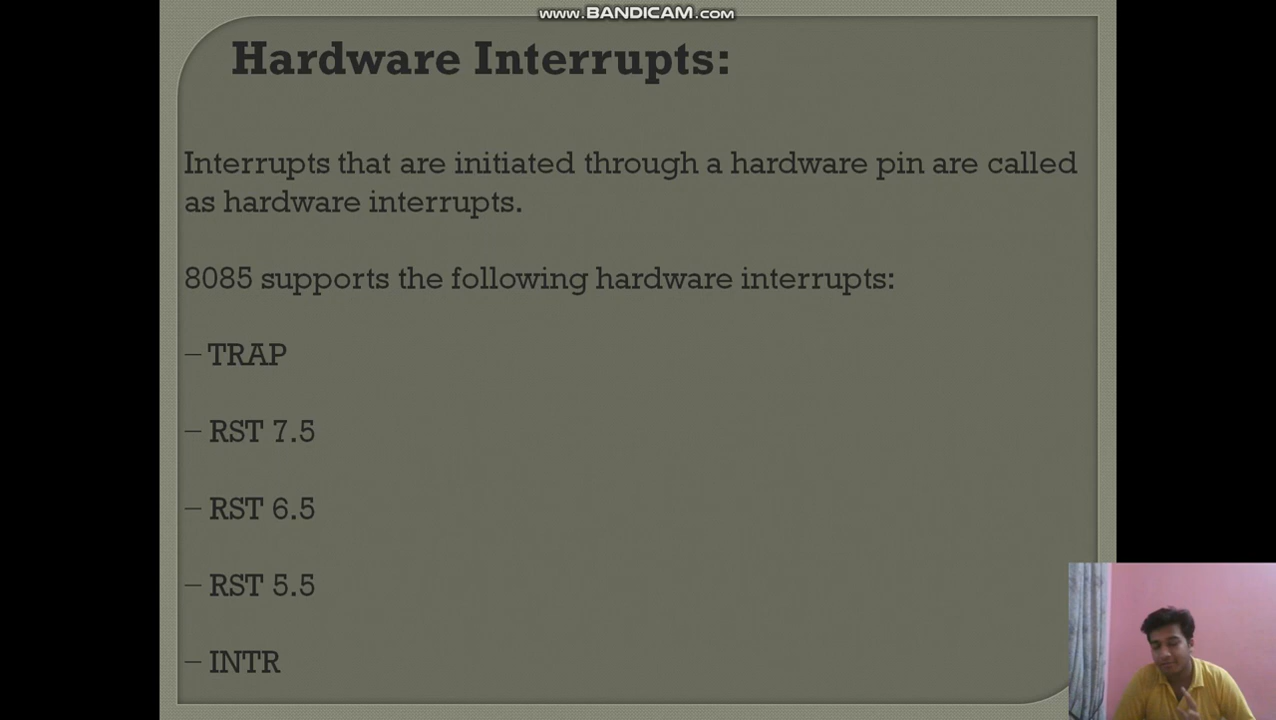 www.BANDICAM.com
Hardware Interrupts:
Interrupts that are initiated through a hardware pin are called
as hardware interrupts.
8085 supports the following hardware interrupts:
– TRAP
– RST 7.5
– RST 6.5
– RST 5.5
– INTR